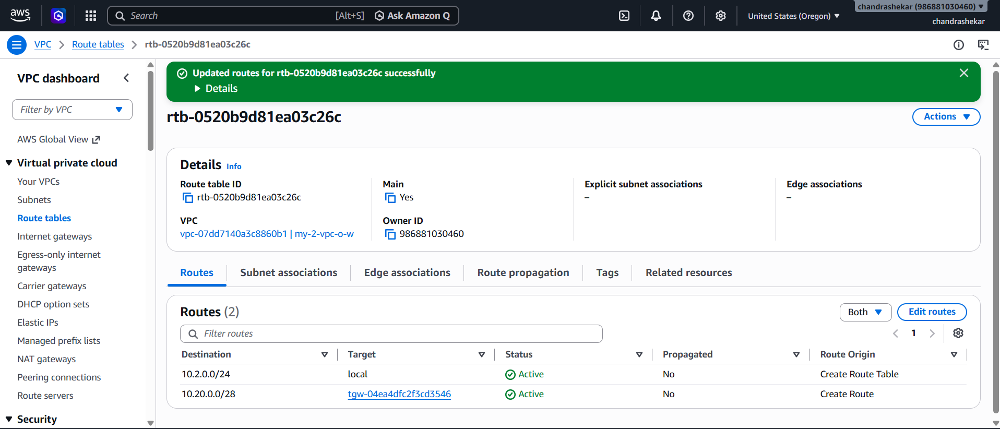 aws
Search [Alt+S] Ask Amazon Q
United States (Oregon)
chandrashekar (986881030460)
chandrashekar
VPC
Route tables
rtb-0520b9d81ea03c26c
VPC dashboard
Filter by VPC
AWS Global View
Virtual private cloud
Your VPCs
Subnets
Route tables
Internet gateways
Egress-only internet
gateways
Carrier gateways
DHCP option sets
Elastic IPs
Managed prefix lists
NAT gateways
Peering connections
Route servers
Security
Updated routes for rtb-0520b9d81ea03c26c successfully
Details
rtb-0520b9d81ea03c26c
Actions
Details Info
Route table ID
rtb-0520b9d81ea03c26c
Main
Yes
Explicit subnet associations
–
Edge associations
–
VPC
vpc-07dd7140a3c8860b1 | my-2-vpc-o-w
Owner ID
986881030460
Routes Subnet associations Edge associations Route propagation Tags Related resources
Routes (2)
Both
Edit routes
Filter routes
1
Destination Target Status Propagated Route Origin
10.2.0.0/24 local Active No Create Route Table
10.20.0.0/28 tgw-04ea4dfc2f3cd3546 Active No Create Route